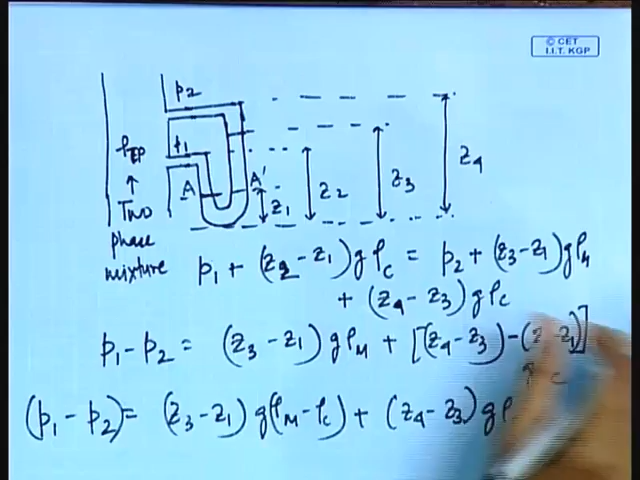 © CET
I.I.T. KGP
p2
p1
ρTP
A A'
Two
phase
mixture
z1
z2
z3
z4
p1 + (z2 - z1) g ρc = p2 + (z3 - z1) g ρM
+ (z4 - z3) g ρc
p1 - p2 = (z3 - z1) g ρM + [(z4 - z3) - (z - z1)]
(p1 - p2) = (z3 - z1) g (ρM - ρc) + (z4 - z3) g ρ